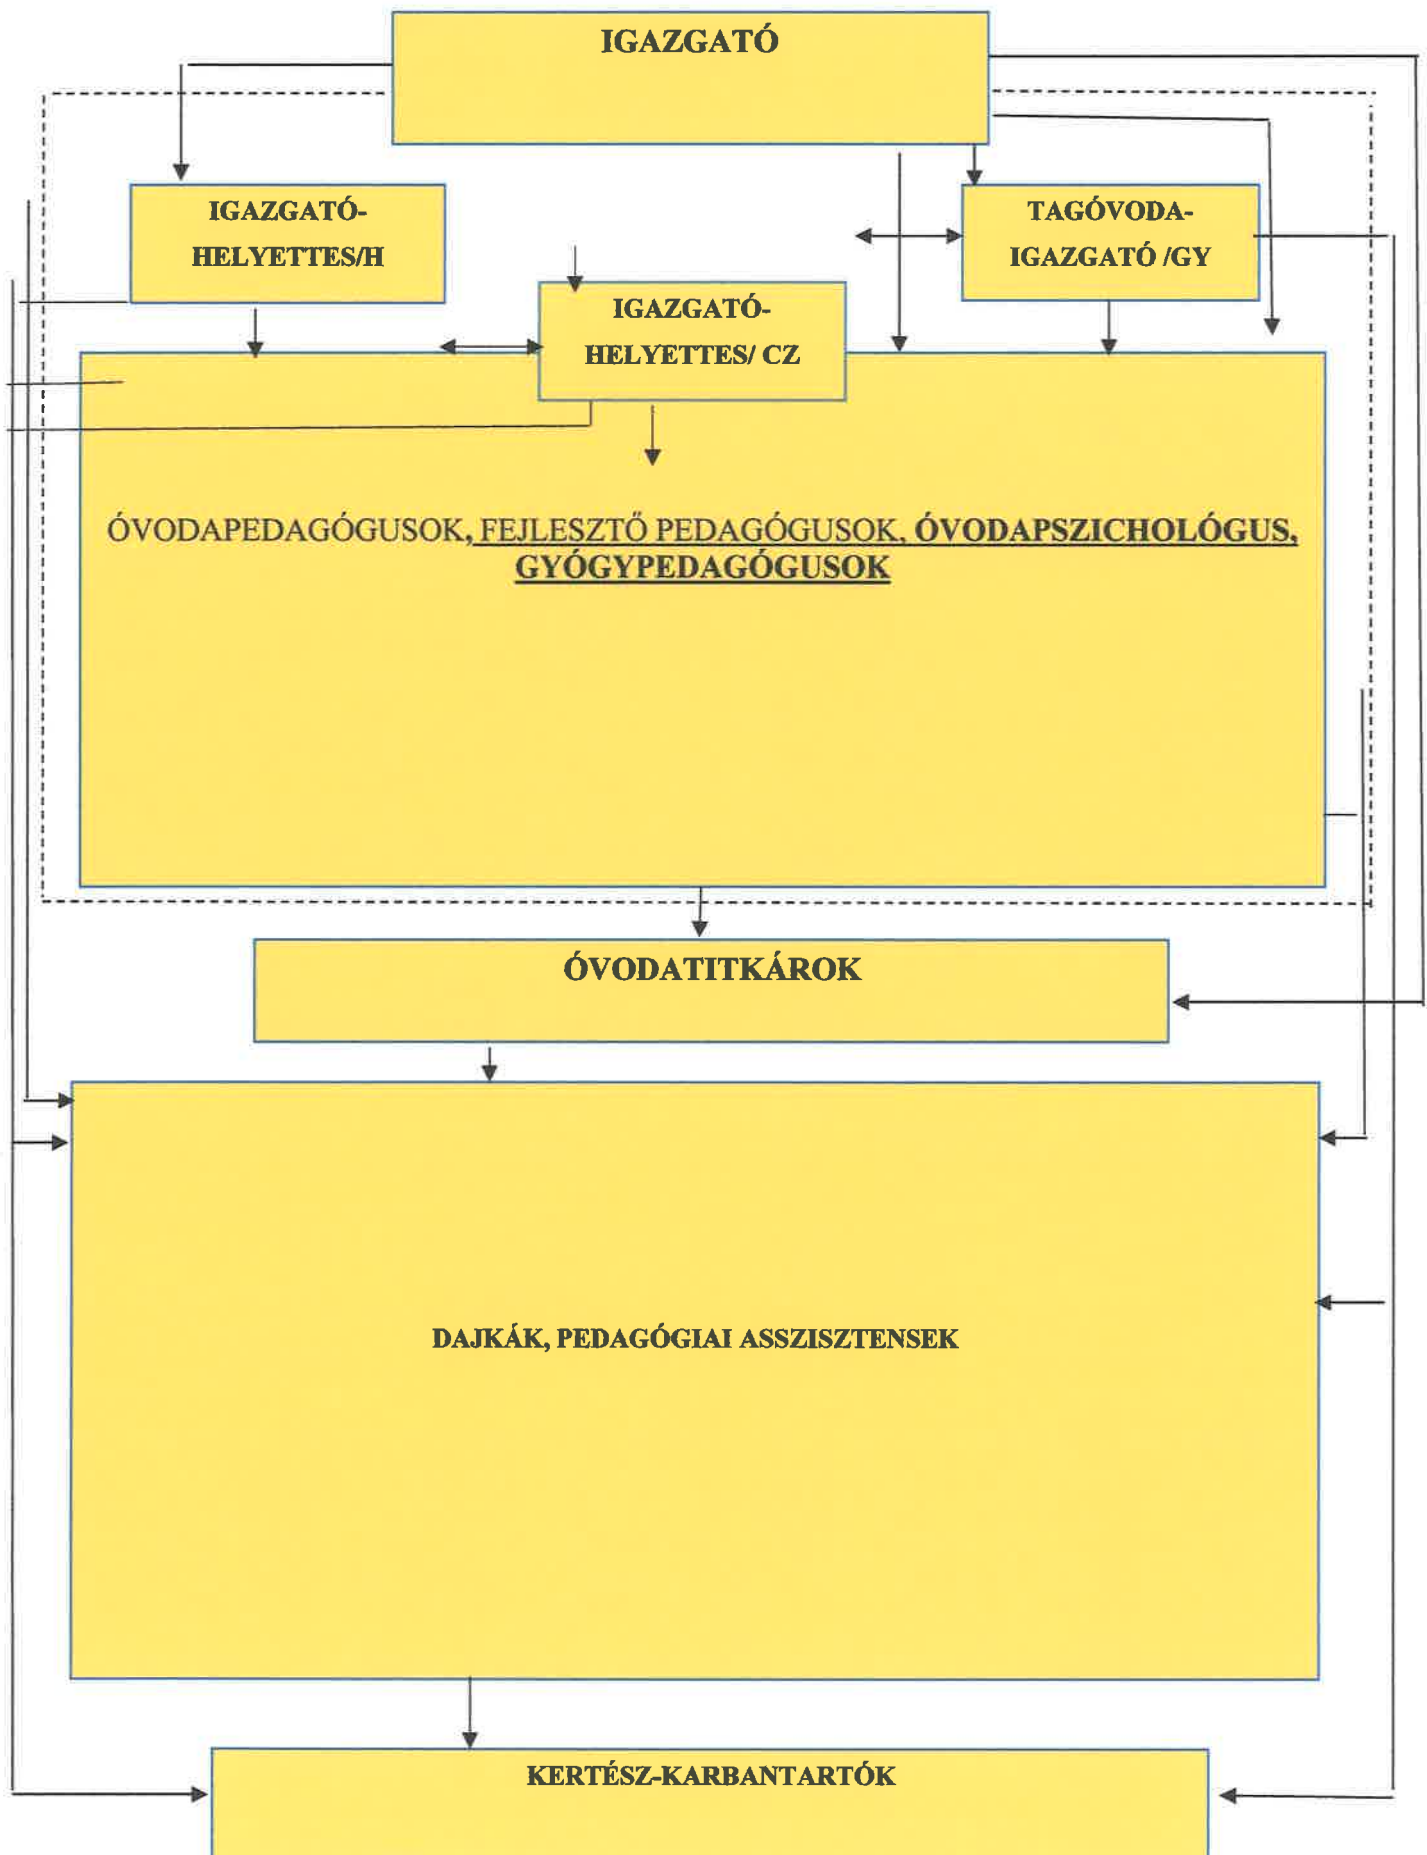 IGAZGATÓ
IGAZGATÓ-
HELYETTES/H
TAGÓVODA-
IGAZGATÓ /GY
IGAZGATÓ-
HELYETTES/ CZ
ÓVODAPEDAGÓGUSOK, FEJLESZTŐ PEDAGÓGUSOK, ÓVODAPSZICHOLÓGUS,
GYÓGYPEDAGÓGUSOK
ÓVODATITKÁROK
DAJKÁK, PEDAGÓGIAI ASSZISZTENSEK
KERTÉSZ-KARBANTARTÓK